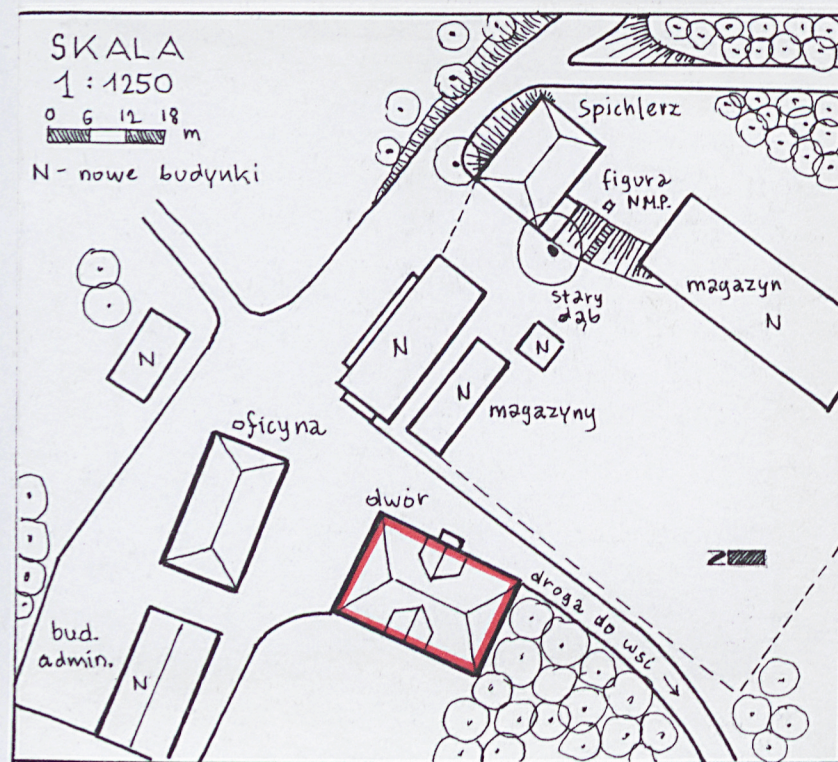 SKALA
1:1250
0 6 12 18
m
N - nowe budynki
Spichlerz
figura
N.M.P.
stary
dąb
magazyn
N
N
N
N
N
magazyny
oficyna
dwór
droga do wsi
N
bud.
admin.
N